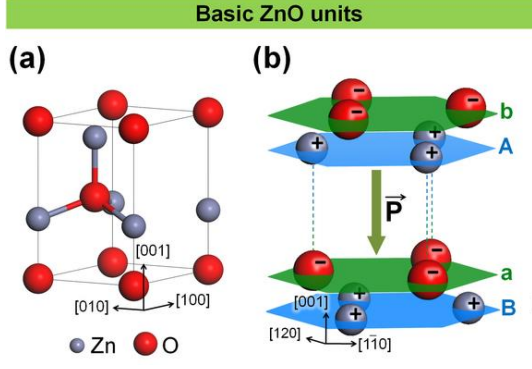 Basic ZnO units
(a)
(b)
b
A
P
a
B
[001]
[010]
[100]
Zn
O
[001]
[120]
[11̄0]
− − −
+ + +
− − −
+ + +